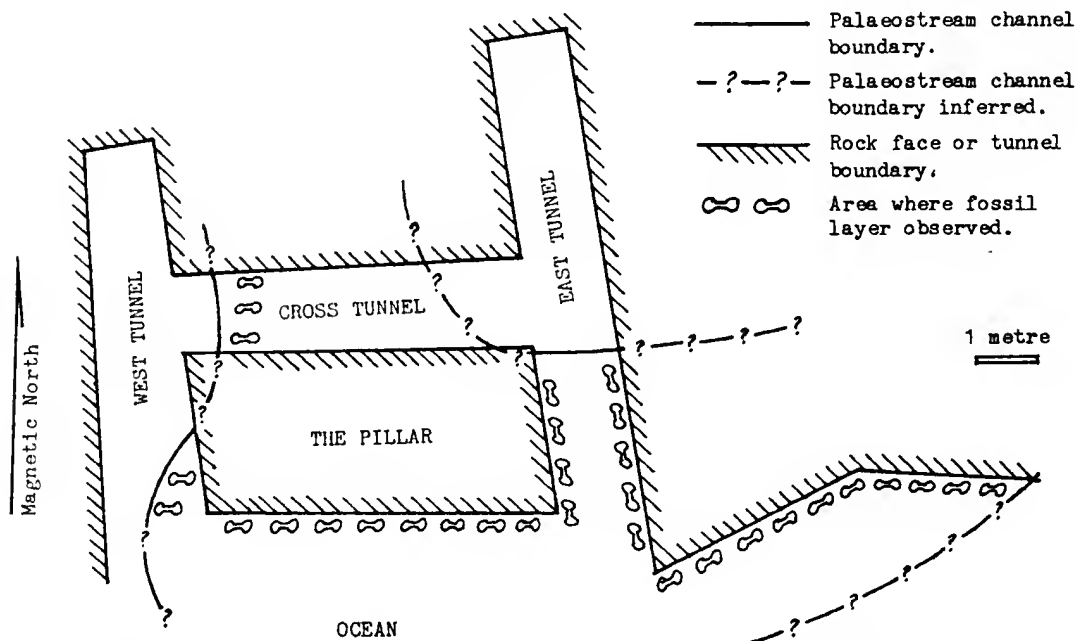 Palaeostream channel
boundary.
—?—?— Palaeostream channel
boundary inferred.
Rock face or tunnel
boundary.
Area where fossil
layer observed.
WEST TUNNEL
CROSS TUNNEL
EAST TUNNEL
1 metre
Magnetic North
THE PILLAR
OCEAN